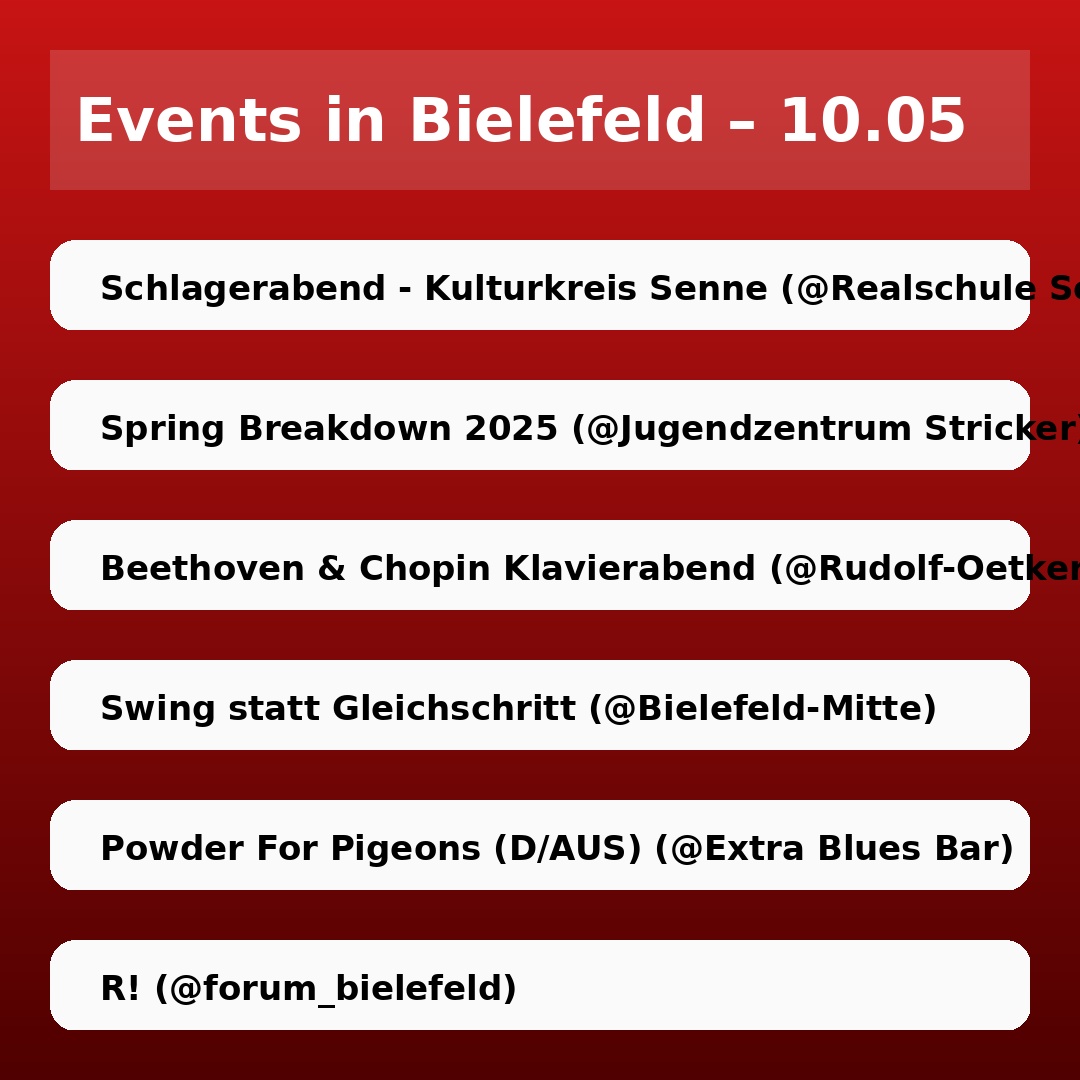 Events in Bielefeld – 10.05
Schlagerabend - Kulturkreis Senne (@Realschule
Spring Breakdown 2025 (@Jugendzentrum Stricker)
Beethoven & Chopin Klavierabend (@Rudolf-Oetker
Swing statt Gleichschritt (@Bielefeld-Mitte)
Powder For Pigeons (D/AUS) (@Extra Blues Bar)
R! (@forum_bielefeld)